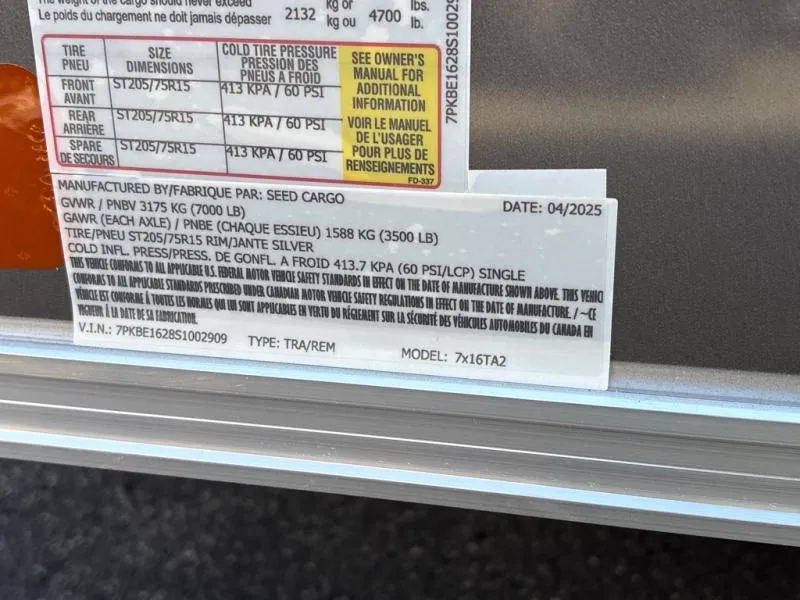 The weight of the cargo should never exceed
Le poids du chargement ne doit jamais dépasser 2132 kg or kg ou 4700 lbs. lb.
TIRE PNEU SIZE DIMENSIONS COLD TIRE PRESSURE PRESSION DES PNEUS A FROID
FRONT AVANT ST205/75R15 413 KPA / 60 PSI
REAR ARRIÈRE ST205/75R15 413 KPA / 60 PSI
SPARE DE SECOURS ST205/75R15 413 KPA / 60 PSI
SEE OWNER'S
MANUAL FOR
ADDITIONAL
INFORMATION
VOIR LE MANUEL
DE L'USAGER
POUR PLUS DE
RENSEIGNEMENTS
FD-337
7PKBE1628S10029
MANUFACTURED BY/FABRIQUE PAR: SEED CARGO DATE: 04/2025
GVWR / PNBV 3175 KG (7000 LB)
GAWR (EACH AXLE) / PNBE (CHAQUE ESSIEU) 1588 KG (3500 LB)
TIRE/PNEU ST205/75R15 RIM/JANTE SILVER
COLD INFL. PRESS/PRESS. DE GONFL. A FROID 413.7 KPA (60 PSI/LCP) SINGLE
THIS VEHICLE CONFORMS TO ALL APPLICABLE U.S. FEDERAL MOTOR VEHICLE SAFETY STANDARDS IN EFFECT ON THE DATE OF MANUFACTURE SHOWN ABOVE. THIS VEHIC
CONFORMS TO ALL APPLICABLE STANDARDS PRESCRIBED UNDER CANADIAN MOTOR VEHICLE SAFETY REGULATIONS IN EFFECT ON THE DATE OF MANUFACTURE. / ~CE
VÉHICLE EST CONFORME À TOUTES LES NORMES QUI LUI SONT APPLICABLES EN VERTU DU RÈGLEMENT SUR LA SÉCURITÉ DES VÉHICULES AUTOMOBILES DU CANADA EN
VIGUEUR À LA DATE DE SA FABRICATION.
V.I.N.: 7PKBE1628S1002909 TYPE: TRA/REM MODEL: 7x16TA2